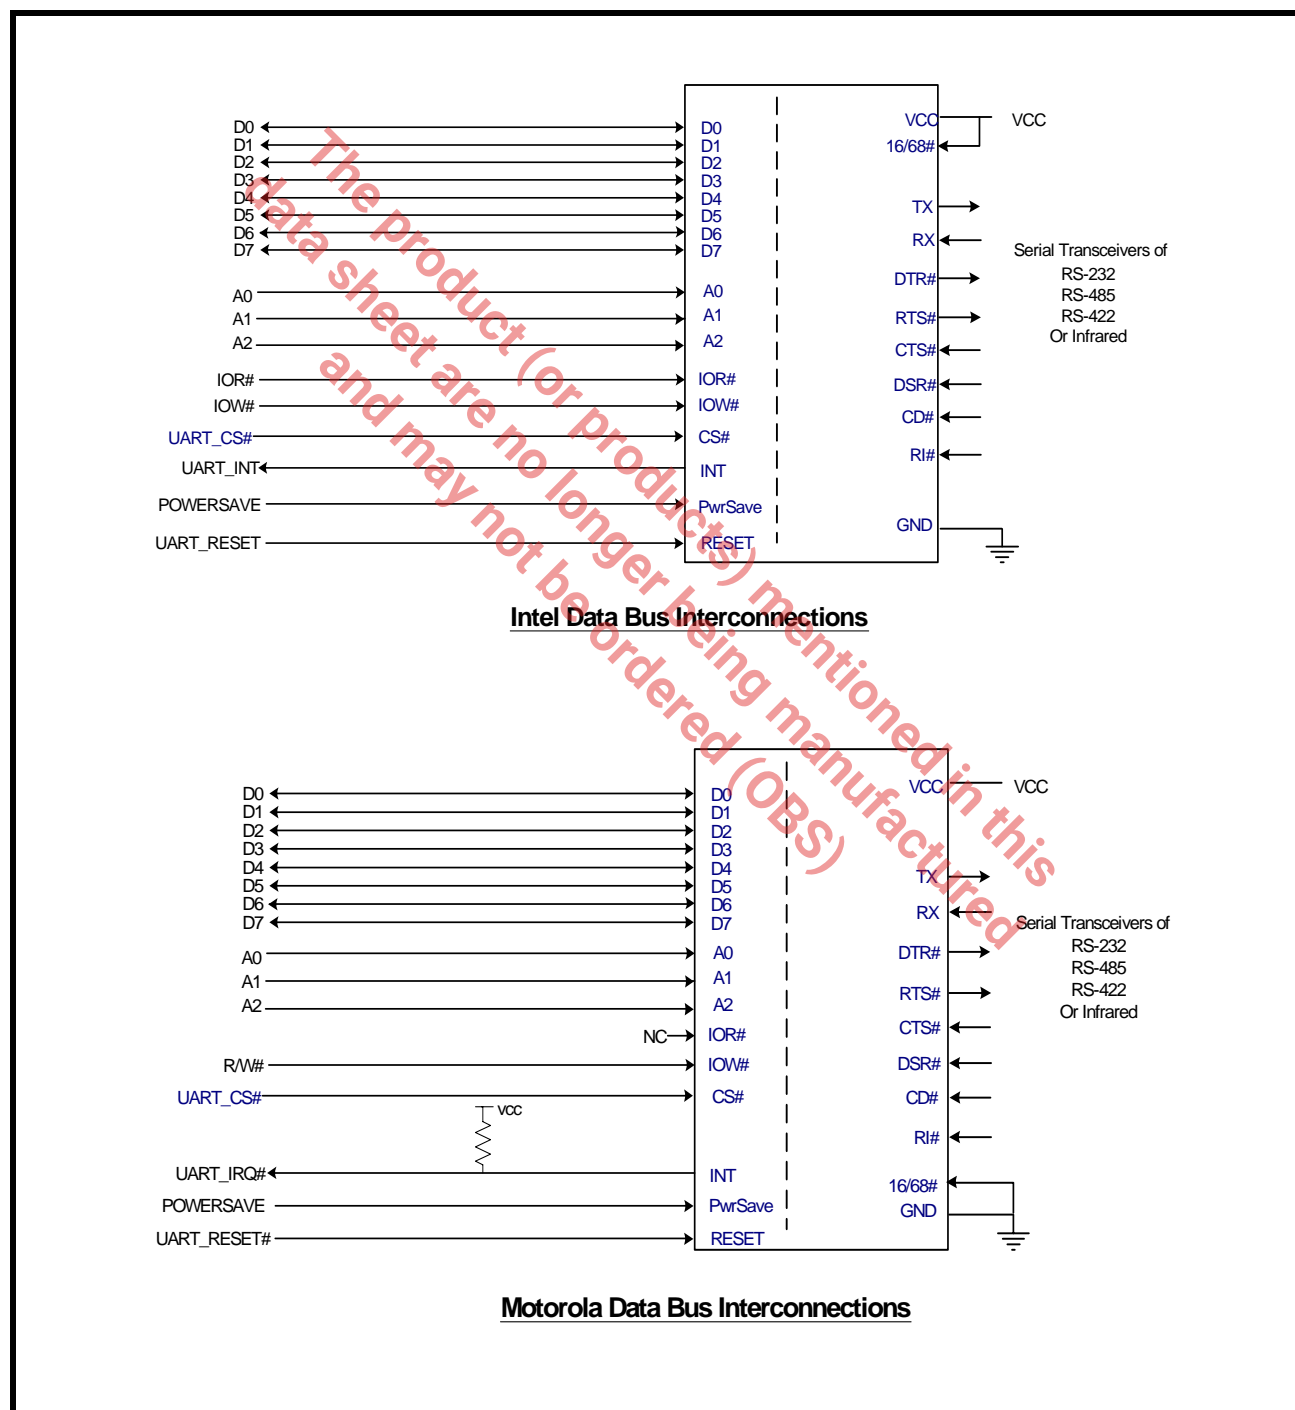 D0 D0 VCC VCC
D1 D1 16/68#
D2 D2
D3 D3
D4 D4 TX
D5 D5
D6 D6 RX
D7 D7 Serial Transceivers of
RS-232
DTR#
A0 A0 RS-485
A1 A1 RTS# RS-422
A2 A2 CTS# Or Infrared
IOR# IOR# DSR#
IOW# IOW# CD#
UART_CS# CS#
UART_INT INT RI#
POWERSAVE PwrSave
UART_RESET RESET GND
Intel Data Bus Interconnections
D0 D0 VCC VCC
D1 D1
D2 D2
D3 D3
D4 D4 TX
D5 D5
D6 D6 RX
D7 D7 Serial Transceivers of
A0 A0 DTR# RS-232
RS-485
A1 A1 RTS# RS-422
A2 A2 Or Infrared
NC IOR# CTS#
R/W# IOW# DSR#
UART_CS# CS# CD#
VCC
RI#
UART_IRQ# INT
16/68#
POWERSAVE PwrSave GND
UART_RESET# RESET
Motorola Data Bus Interconnections
The product (or products) mentioned in this
data sheet are no longer being manufactured
and may not be ordered (OBS)